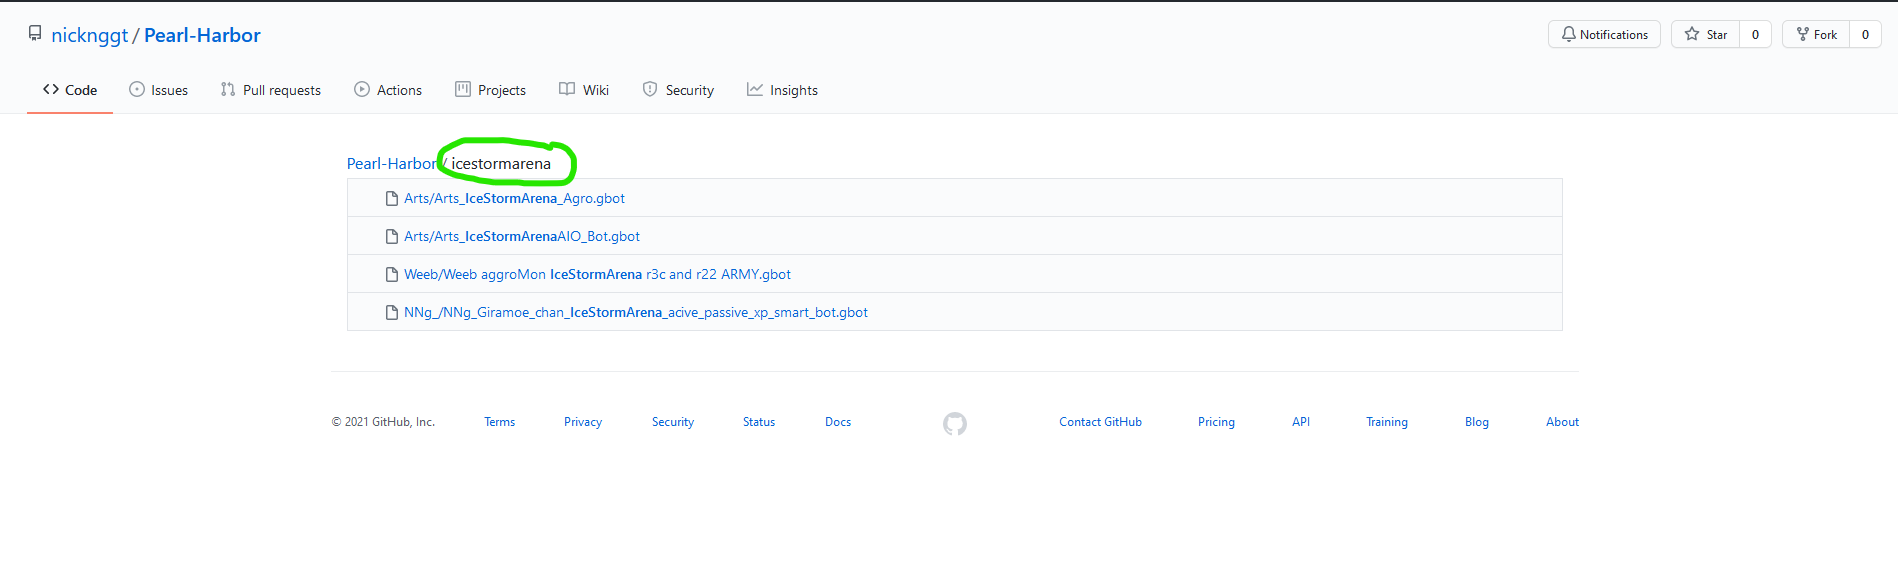 nicknggt / Pearl-Harbor
Notifications
Star 0
Fork 0
Code Issues Pull requests Actions Projects Wiki Security Insights
Pearl-Harbor / icestormarena
Arts/Arts_IceStormArena_Agro.gbot
Arts/Arts_IceStormArenaAIO_Bot.gbot
Weeb/Weeb aggroMon IceStormArena r3c and r22 ARMY.gbot
NNg_/NNg_Giramoe_chan_IceStormArena_acive_passive_xp_smart_bot.gbot
© 2021 GitHub, Inc. Terms Privacy Security Status Docs Contact GitHub Pricing API Training Blog About